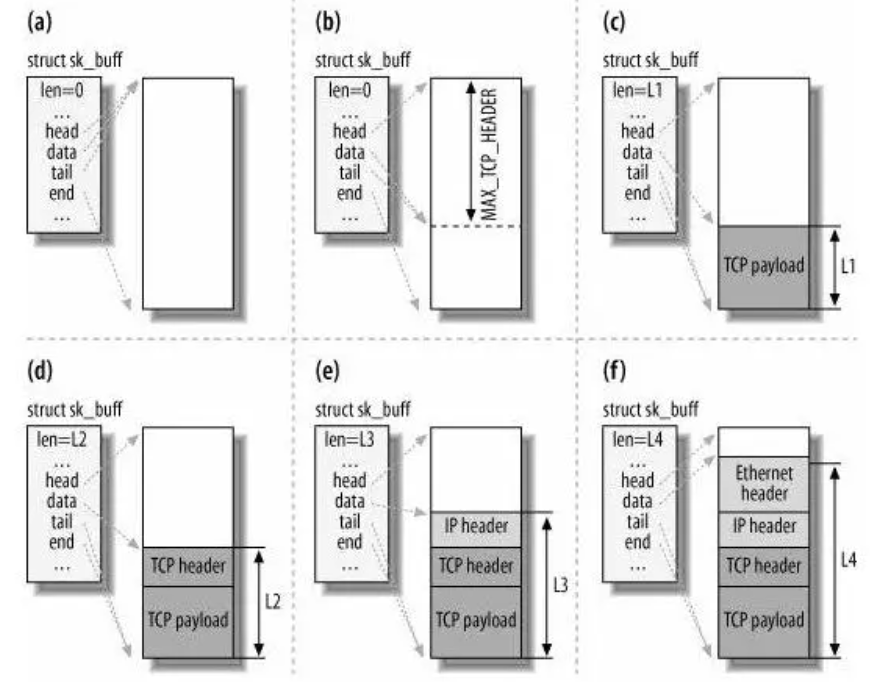 (a)
struct sk_buff
len=0
...
head
data
tail
end
...
(b)
struct sk_buff
len=0
...
head
data
tail
end
...
MAX_TCP_HEADER
(c)
struct sk_buff
len=L1
...
head
data
tail
end
...
TCP payload
L1
(d)
struct sk_buff
len=L2
...
head
data
tail
end
...
TCP header
TCP payload
L2
(e)
struct sk_buff
len=L3
...
head
data
tail
end
...
IP header
TCP header
TCP payload
L3
(f)
struct sk_buff
len=L4
...
head
data
tail
end
...
Ethernet
header
IP header
TCP header
TCP payload
L4